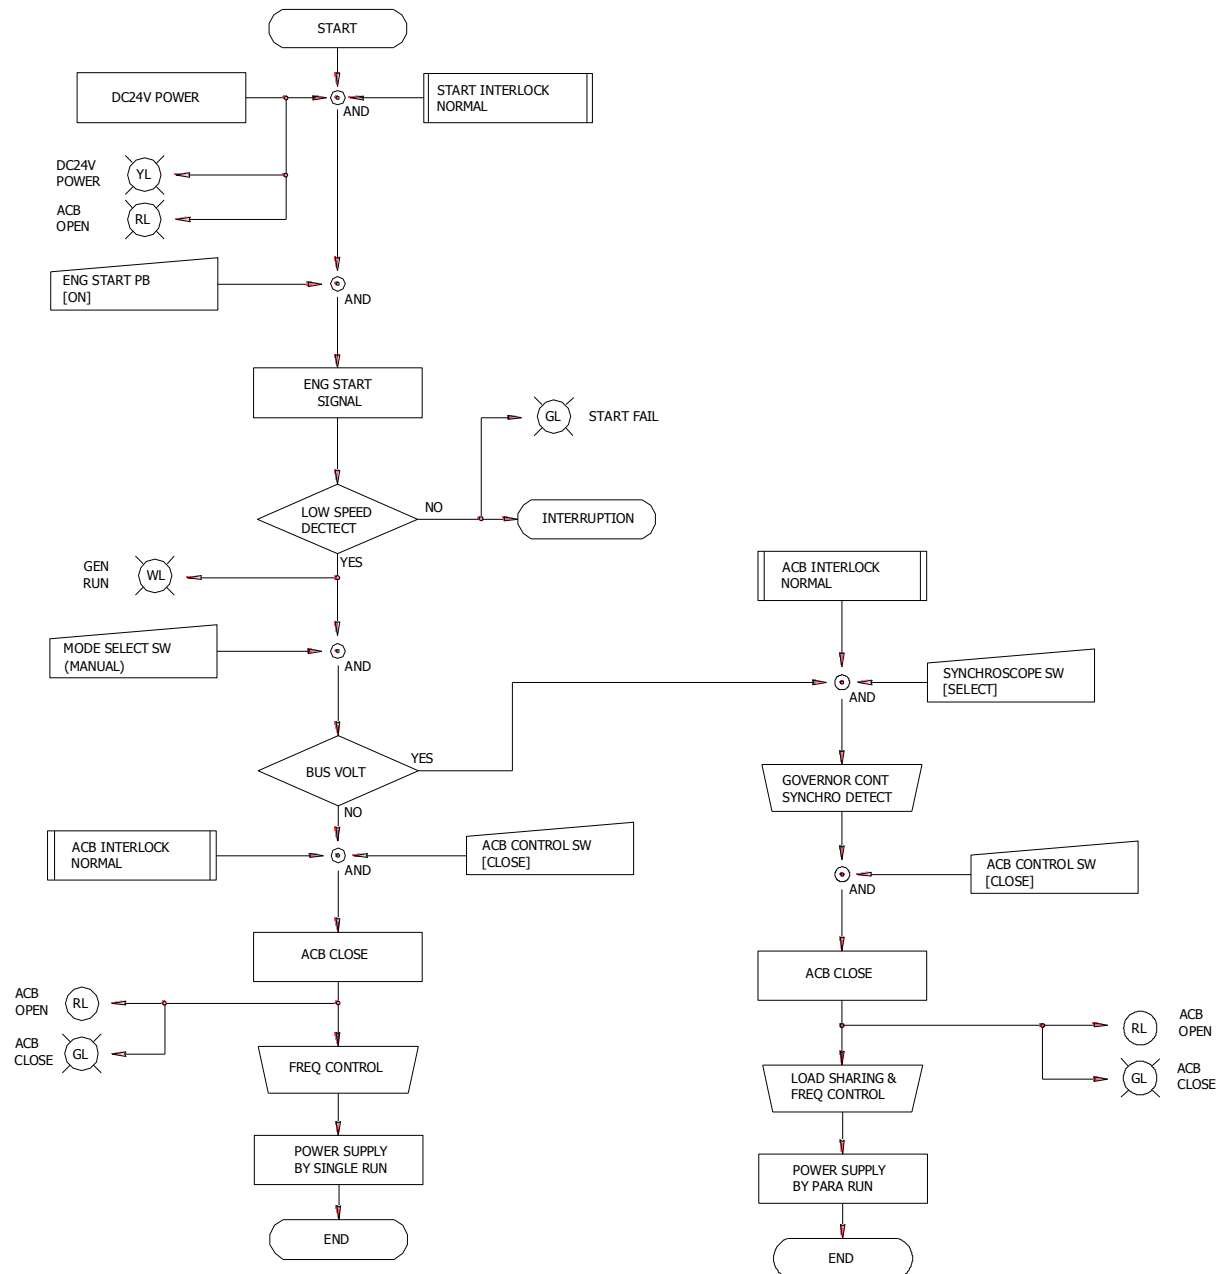 START
DC24V POWER
START INTERLOCK
NORMAL
AND
DC24V
POWER
YL
ACB
OPEN
RL
ENG START PB
[ON]
AND
ENG START
SIGNAL
GL
START FAIL
LOW SPEED
DECTECT
NO
INTERRUPTION
YES
GEN
RUN
WL
MODE SELECT SW
(MANUAL)
AND
BUS VOLT
YES
NO
ACB INTERLOCK
NORMAL
ACB CONTROL SW
[CLOSE]
AND
ACB CLOSE
ACB
OPEN
RL
ACB
CLOSE
GL
FREQ CONTROL
POWER SUPPLY
BY SINGLE RUN
END
ACB INTERLOCK
NORMAL
SYNCHROSCOPE SW
[SELECT]
AND
GOVERNOR CONT
SYNCHRO DETECT
ACB CONTROL SW
[CLOSE]
AND
ACB CLOSE
RL
ACB
OPEN
GL
ACB
CLOSE
LOAD SHARING &
FREQ CONTROL
POWER SUPPLY
BY PARA RUN
END